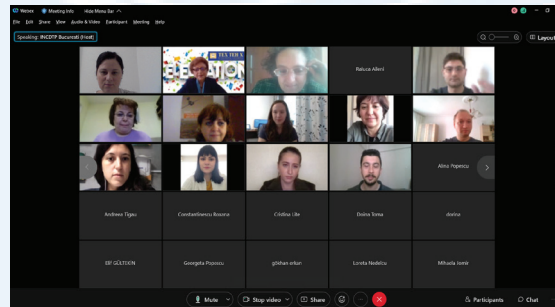 Webex Meeting Info Hide Menu Bar
File Edit Share View Audio & Video Participant Meeting Help
Speaking: INCDTP Bucuresti (Host)
Layout
Raluca Aileni
Alina Popescu
Andreea Tigau
Constantinescu Roxana
Cristina Lite
Doina Toma
dorina
Elif GÜLTEKİN
Georgeta Popescu
gökhan erkan
Loreta Nedelcu
Mihaela Jomir
Mute Stop video Share Participants Chat